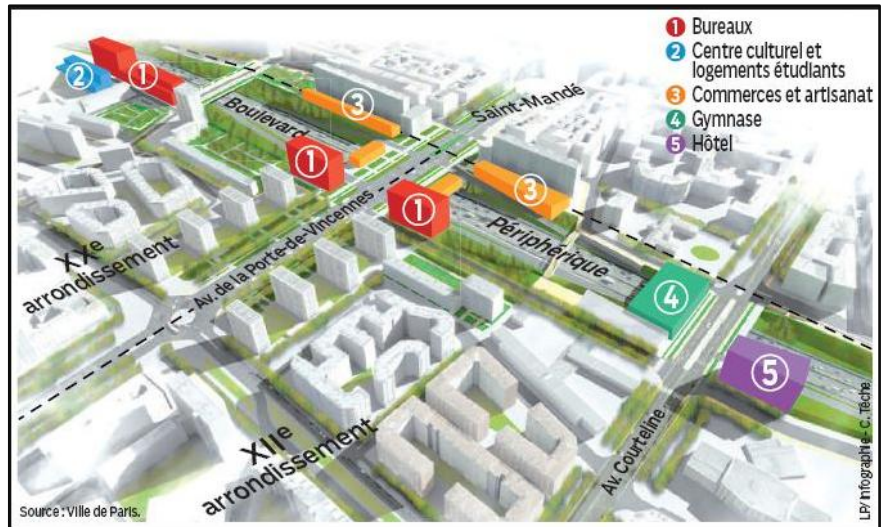 1 Bureaux
2 Centre culturel et
logements étudiants
3 Commerces et artisanat
4 Gymnase
5 Hôtel
1
2
3
Boulevard
Saint-Mandé
1
3
1
Périphérique
Av. de la Porte-de-Vincennes
XXe
arrondissement
4
5
XIIe
arrondissement
Av. Courteline
Source : Ville de Paris.
LP/ Infographie - C. Têche